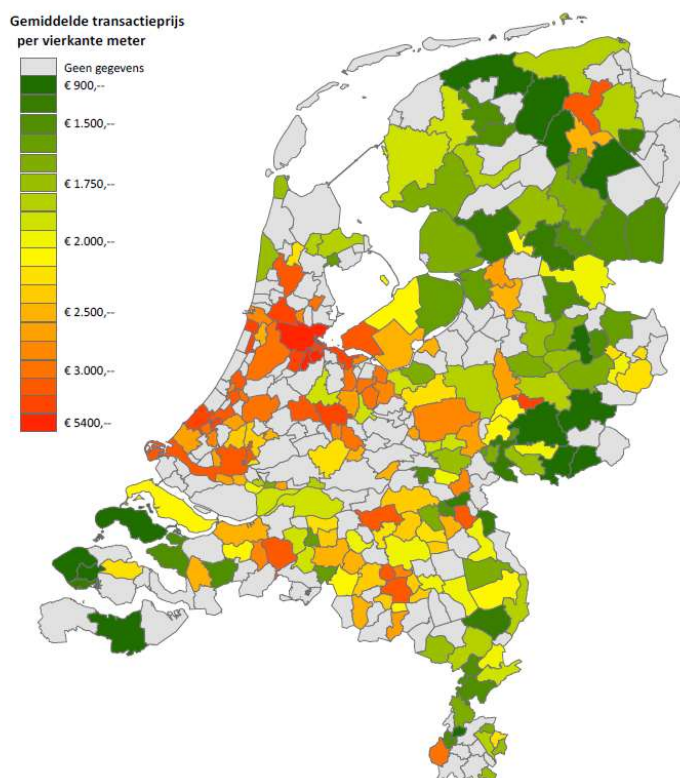 Gemiddelde transactieprijs
per vierkante meter
Geen gegevens
€ 900,--
€ 1.500,--
€ 1.750,--
€ 2.000,--
€ 2.500,--
€ 3.000,--
€ 5400,--